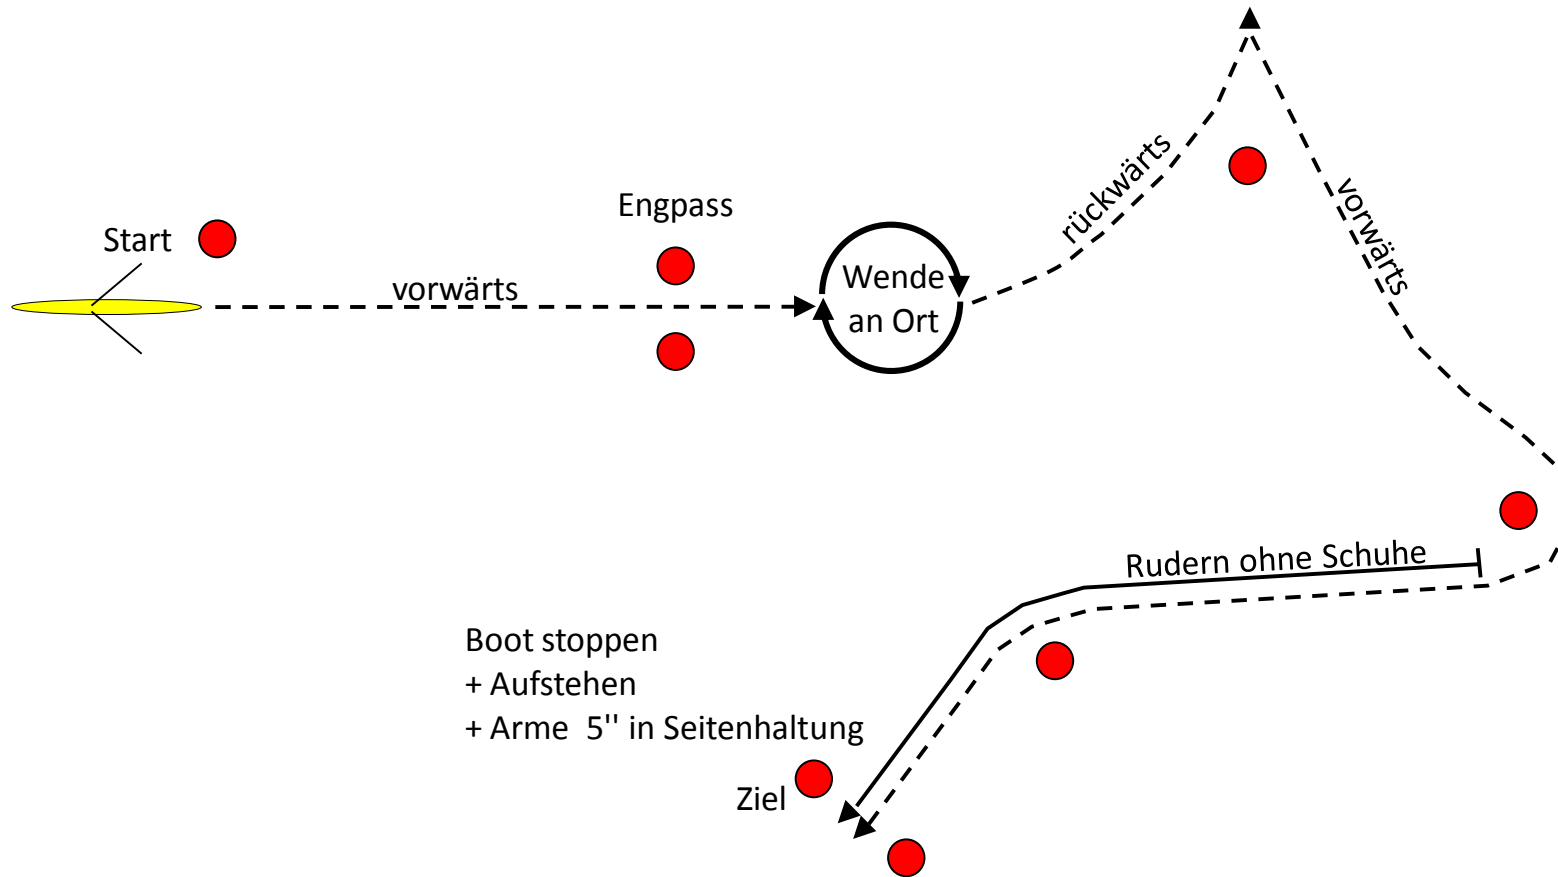 Engpass
Start
vorwärts
Wende
an Ort
rückwärts
vorwärts
Rudern ohne Schuhe
Boot stoppen
+ Aufstehen
+ Arme  5'' in Seitenhaltung
Ziel